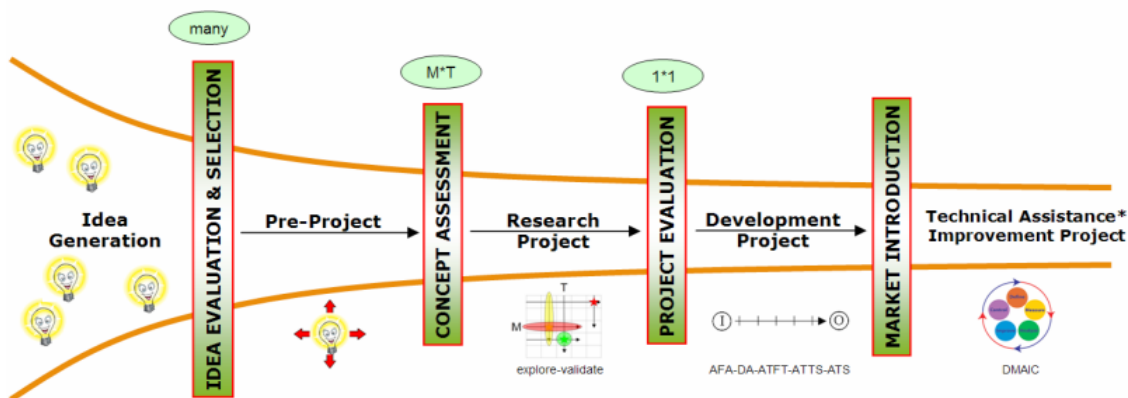 many
M*T
1*1
IDEA EVALUATION & SELECTION
CONCEPT ASSESSMENT
PROJECT EVALUATION
MARKET INTRODUCTION
Idea
Generation
Pre-Project
Research
Project
Development
Project
Technical Assistance*
Improvement Project
T
M
explore-validate
I
O
AFA-DA-ATFT-ATTS-ATS
DMAIC